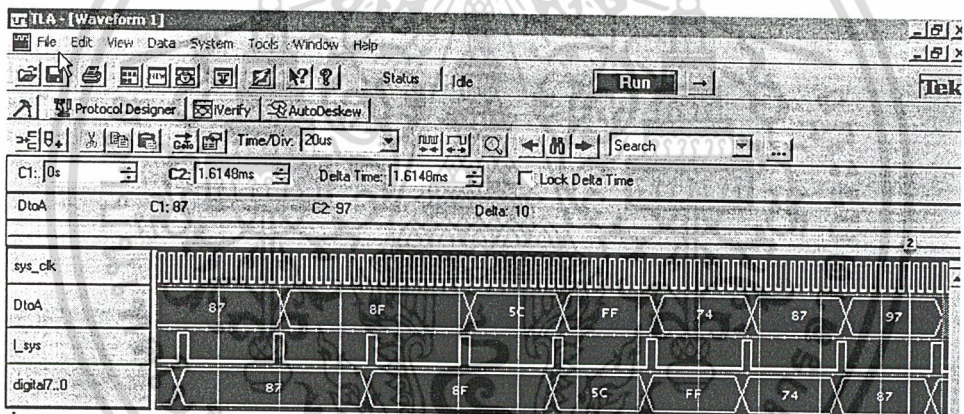 TLA - [Waveform 1]
File Edit View Data System Tools Window Help
Status Idle Run Tek
Protocol Designer iVerify AutoDeskew
Time/Div: 20us Search
C1: 0s C2: 1.6148ms Delta Time: 1.6148ms Lock Delta Time
DtoA C1: 87 C2: 97 Delta: 10
2
sys_clk
DtoA 87 8F 5C FF 74 87 97
l_sys
digital7..0 87 8F 5C FF 74 87